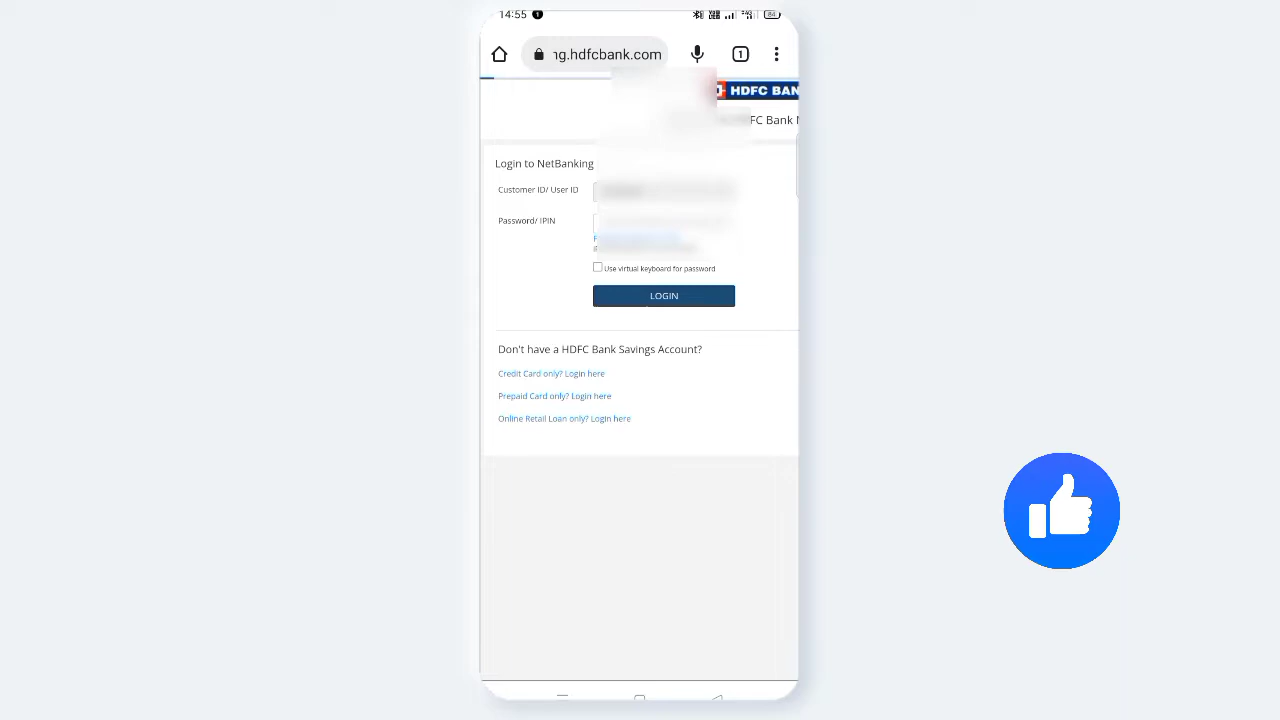 14:55
84
ng.hdfcbank.com
1
HDFC BAN
FC Bank
Login to NetBanking
Customer ID/ User ID
Password/ IPIN
Use virtual keyboard for password
LOGIN
Don't have a HDFC Bank Savings Account?
Credit Card only? Login here
Prepaid Card only? Login here
Online Retail Loan only? Login here